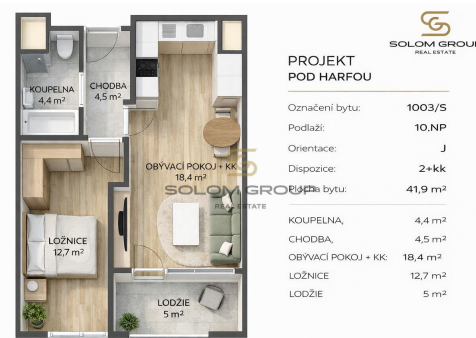 SOLOM GROUP
REAL ESTATE
KOUPELNA
4,4 m²
CHODBA
4,5 m²
OBÝVACÍ POKOJ + KK
18,4 m²
LOŽNICE
12,7 m²
LODŽIE
5 m²
SOLOM GROUP
REAL ESTATE
PROJEKT
POD HARFOU
Označení bytu: 1003/S
Podlaží: 10.NP
Orientace: J
Dispozice: 2+kk
Plocha bytu: 41,9 m²
KOUPELNA, 4,4 m²
CHODBA, 4,5 m²
OBÝVACÍ POKOJ + KK: 18,4 m²
LOŽNICE 12,7 m²
LODŽIE 5 m²